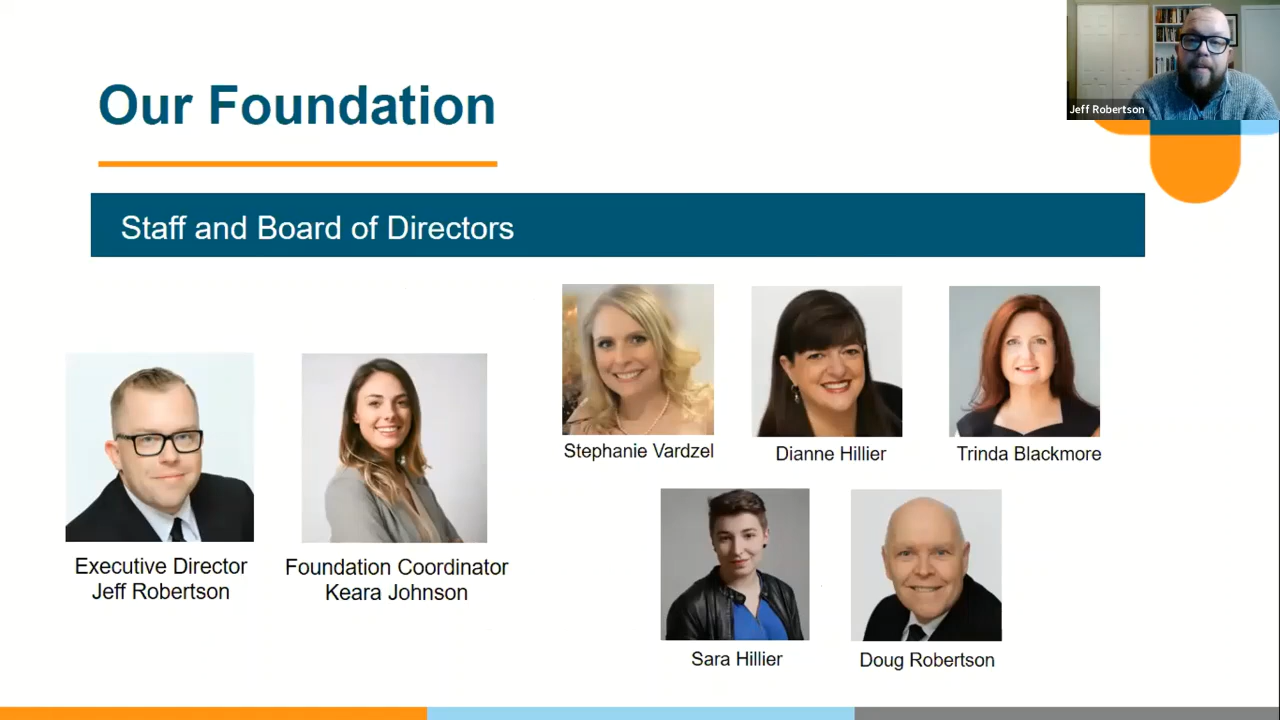 Our Foundation
Jeff Robertson
Staff and Board of Directors
Stephanie Vardzel
Dianne Hillier
Trinda Blackmore
Executive Director
Jeff Robertson
Foundation Coordinator
Keara Johnson
Sara Hillier
Doug Robertson